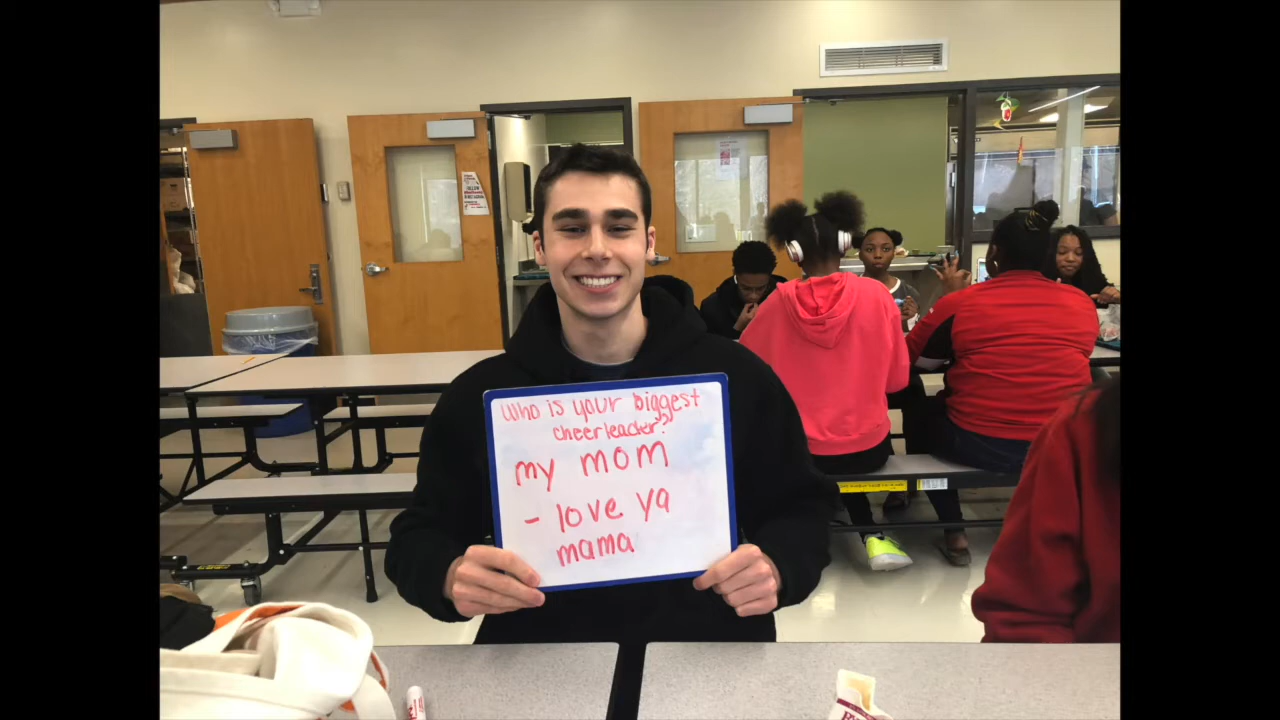 Who is your biggest
cheerleader?
my mom
- love ya
mama